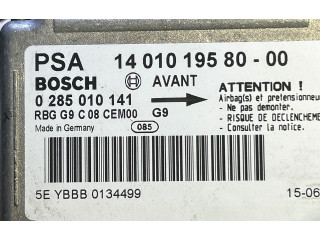 PSA 14 010 195 80 - 00
BOSCH AVANT
0 285 010 141
RBG G9 C 08 CEM00 G9
Made in Germany 085
ATTENTION !
Airbag(s) et pretensionneu
- Ne pas demonter.
- RISQUE DE DECLENCHEM
- Consulter la notice.
5E YBBB 0134499
15-06